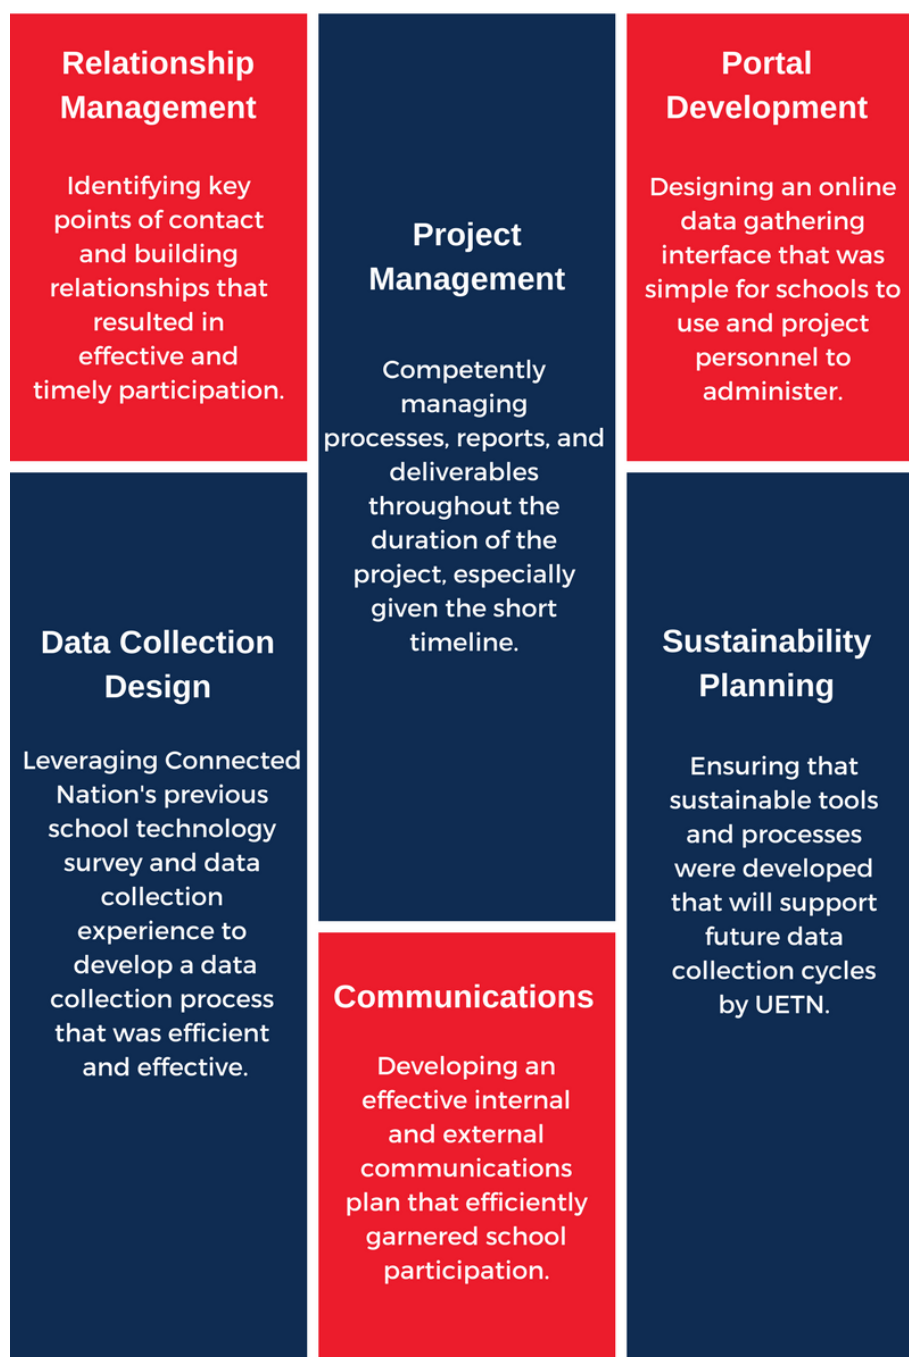 Relationship
Management
Identifying key
points of contact
and building
relationships that
resulted in
effective and
timely participation.
Project
Management
Competently
managing
processes, reports, and
deliverables
throughout the
duration of the
project, especially
given the short
timeline.
Portal
Development
Designing an online
data gathering
interface that was
simple for schools to
use and project
personnel to
administer.
Data Collection
Design
Leveraging Connected
Nation's previous
school technology
survey and data
collection
experience to
develop a data
collection process
that was efficient
and effective.
Communications
Developing an
effective internal
and external
communications
plan that efficiently
garnered school
participation.
Sustainability
Planning
Ensuring that
sustainable tools
and processes
were developed
that will support
future data
collection cycles
by UETN.